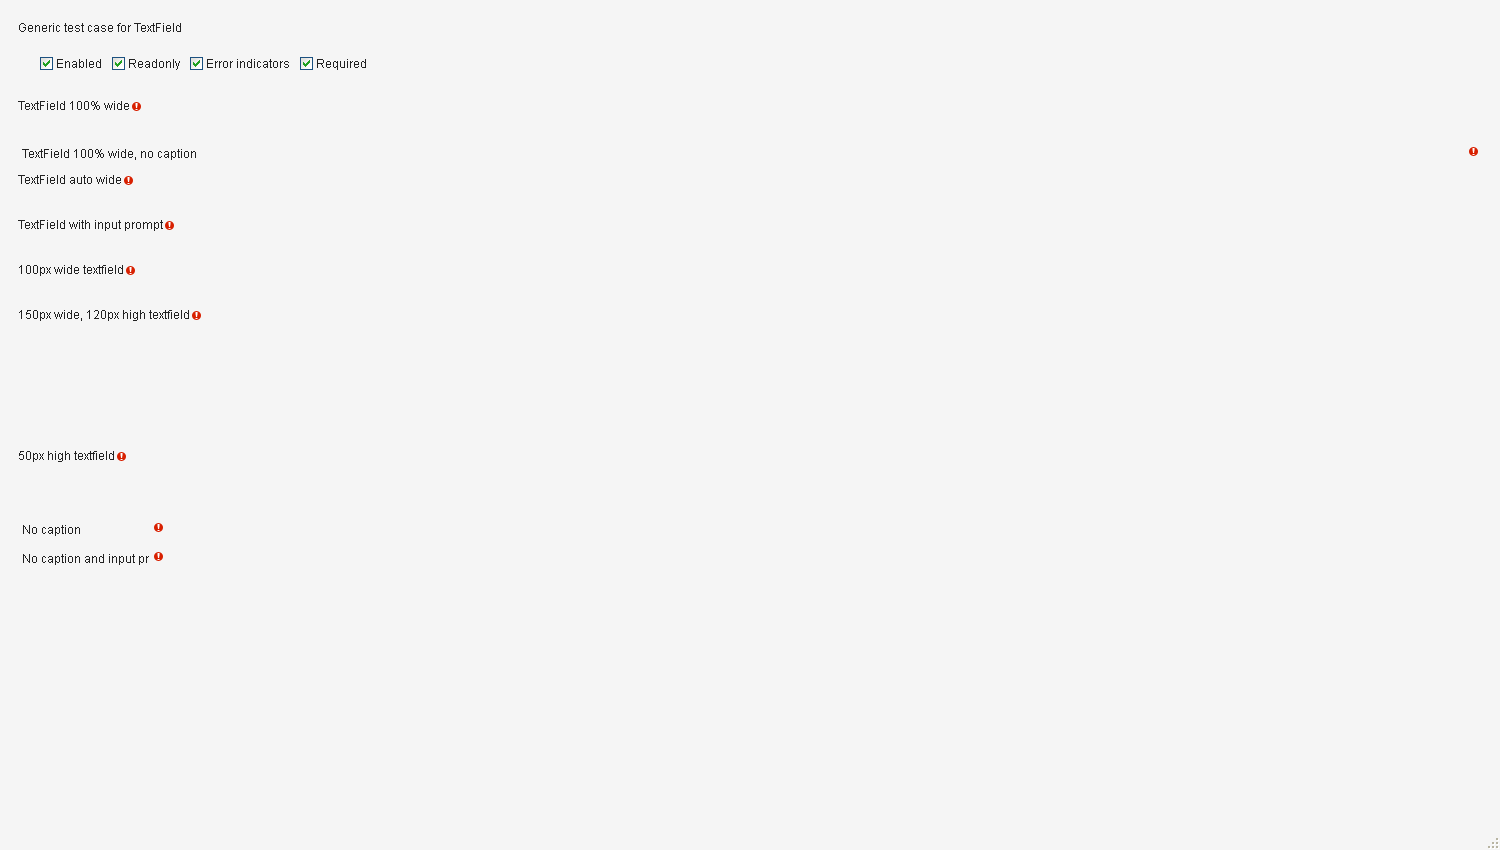 Generic test case for TextField
Enabled Readonly Error indicators Required
TextField 100% wide
TextField 100% wide, no caption
TextField auto wide
TextField with input prompt
100px wide textfield
150px wide, 120px high textfield
50px high textfield
No caption
No caption and input pr